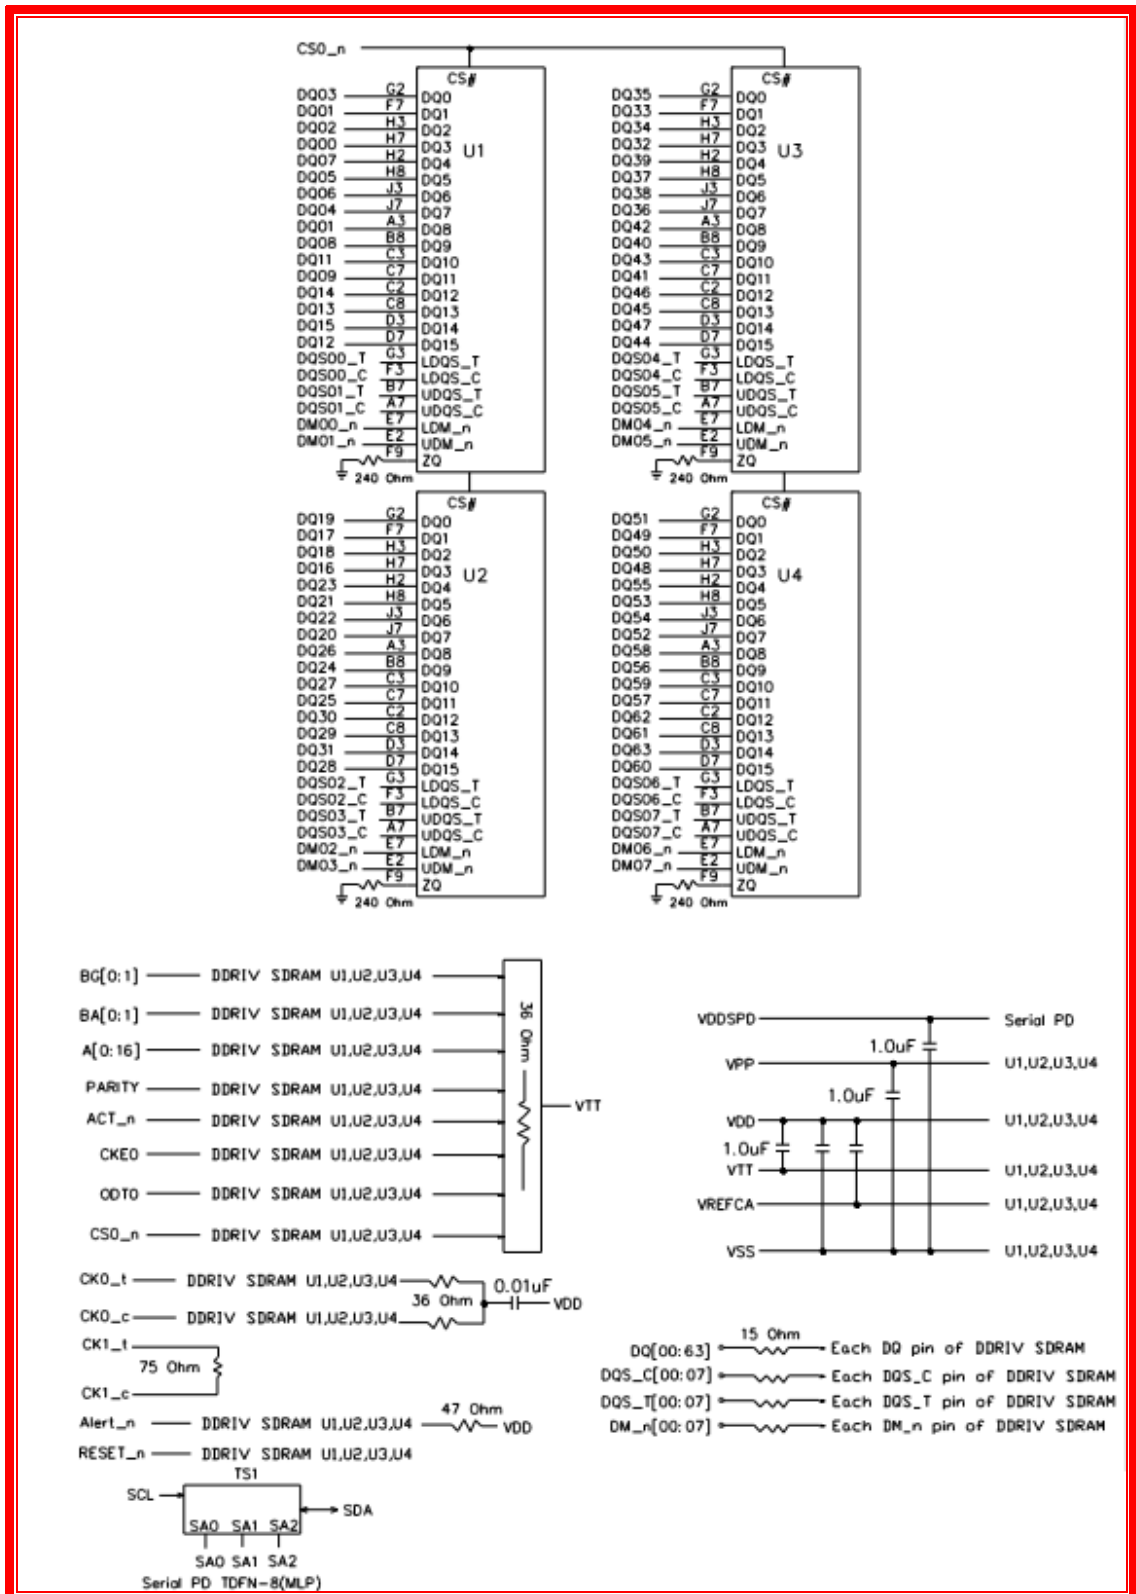 CS0_n
CS#
CS#
DQ03 G2 DQ0
DQ01 F7 DQ1
DQ02 H3 DQ2
DQ00 H7 DQ3
DQ07 H2 DQ4
DQ05 H8 DQ5
DQ06 J3 DQ6
DQ04 J7 DQ7
DQ01 A3 DQ8
DQ08 B8 DQ9
DQ11 C3 DQ10
DQ09 C7 DQ11
DQ14 C2 DQ12
DQ13 C8 DQ13
DQ15 D3 DQ14
DQ12 D7 DQ15
DQS00_T G3 LDQS_T
DQS00_C F3 LDQS_C
DQS01_T B7 UDQS_T
DQS01_C A7 UDQS_C
DM00_n E7 LDM_n
DM01_n E2 UDM_n
F9 ZQ
240 Ohm
U1
DQ35 G2 DQ0
DQ33 F7 DQ1
DQ34 H3 DQ2
DQ32 H7 DQ3
DQ39 H2 DQ4
DQ37 H8 DQ5
DQ38 J3 DQ6
DQ36 J7 DQ7
DQ42 A3 DQ8
DQ40 B8 DQ9
DQ43 C3 DQ10
DQ41 C7 DQ11
DQ46 C2 DQ12
DQ45 C8 DQ13
DQ47 D3 DQ14
DQ44 D7 DQ15
DQS04_T G3 LDQS_T
DQS04_C F3 LDQS_C
DQS05_T B7 UDQS_T
DQS05_C A7 UDQS_C
DM04_n E7 LDM_n
DM05_n E2 UDM_n
F9 ZQ
240 Ohm
U3
CS#
DQ19 G2 DQ0
DQ17 F7 DQ1
DQ18 H3 DQ2
DQ16 H7 DQ3
DQ23 H2 DQ4
DQ21 H8 DQ5
DQ22 J3 DQ6
DQ20 J7 DQ7
DQ26 A3 DQ8
DQ24 B8 DQ9
DQ27 C3 DQ10
DQ25 C7 DQ11
DQ30 C2 DQ12
DQ29 C8 DQ13
DQ31 D3 DQ14
DQ28 D7 DQ15
DQS02_T G3 LDQS_T
DQS02_C F3 LDQS_C
DQS03_T B7 UDQS_T
DQS03_C A7 UDQS_C
DM02_n E7 LDM_n
DM03_n E2 UDM_n
F9 ZQ
240 Ohm
U2
CS#
DQ51 G2 DQ0
DQ49 F7 DQ1
DQ50 H3 DQ2
DQ48 H7 DQ3
DQ55 H2 DQ4
DQ53 H8 DQ5
DQ54 J3 DQ6
DQ52 J7 DQ7
DQ58 A3 DQ8
DQ56 B8 DQ9
DQ59 C3 DQ10
DQ57 C7 DQ11
DQ62 C2 DQ12
DQ61 C8 DQ13
DQ63 D3 DQ14
DQ60 D7 DQ15
DQS06_T G3 LDQS_T
DQS06_C F3 LDQS_C
DQS07_T B7 UDQS_T
DQS07_C A7 UDQS_C
DM06_n E7 LDM_n
DM07_n E2 UDM_n
F9 ZQ
240 Ohm
U4
BG[0:1] DDRIV SDRAM U1,U2,U3,U4
BA[0:1] DDRIV SDRAM U1,U2,U3,U4
A[0:16] DDRIV SDRAM U1,U2,U3,U4
PARITY DDRIV SDRAM U1,U2,U3,U4
ACT_n DDRIV SDRAM U1,U2,U3,U4
CKE0 DDRIV SDRAM U1,U2,U3,U4
ODT0 DDRIV SDRAM U1,U2,U3,U4
CS0_n DDRIV SDRAM U1,U2,U3,U4
36 Ohm
VTT
CK0_t DDRIV SDRAM U1,U2,U3,U4
36 Ohm
0.01uF
VDD
CK0_c DDRIV SDRAM U1,U2,U3,U4
CK1_t
75 Ohm
CK1_c
Alert_n DDRIV SDRAM U1,U2,U3,U4 47 Ohm VDD
RESET_n DDRIV SDRAM U1,U2,U3,U4
TS1
SCL SDA
SA0 SA1 SA2
SA0 SA1 SA2
Serial PD TDFN-8(MLP)
VDDSPD Serial PD
1.0uF
VPP U1,U2,U3,U4
1.0uF
VDD U1,U2,U3,U4
1.0uF
VTT U1,U2,U3,U4
VREFCA U1,U2,U3,U4
VSS U1,U2,U3,U4
15 Ohm
DQ[00:63] Each DQ pin of DDRIV SDRAM
DQS_C[00:07] Each DQS_C pin of DDRIV SDRAM
DQS_T[00:07] Each DQS_T pin of DDRIV SDRAM
DM_n[00:07] Each DM_n pin of DDRIV SDRAM